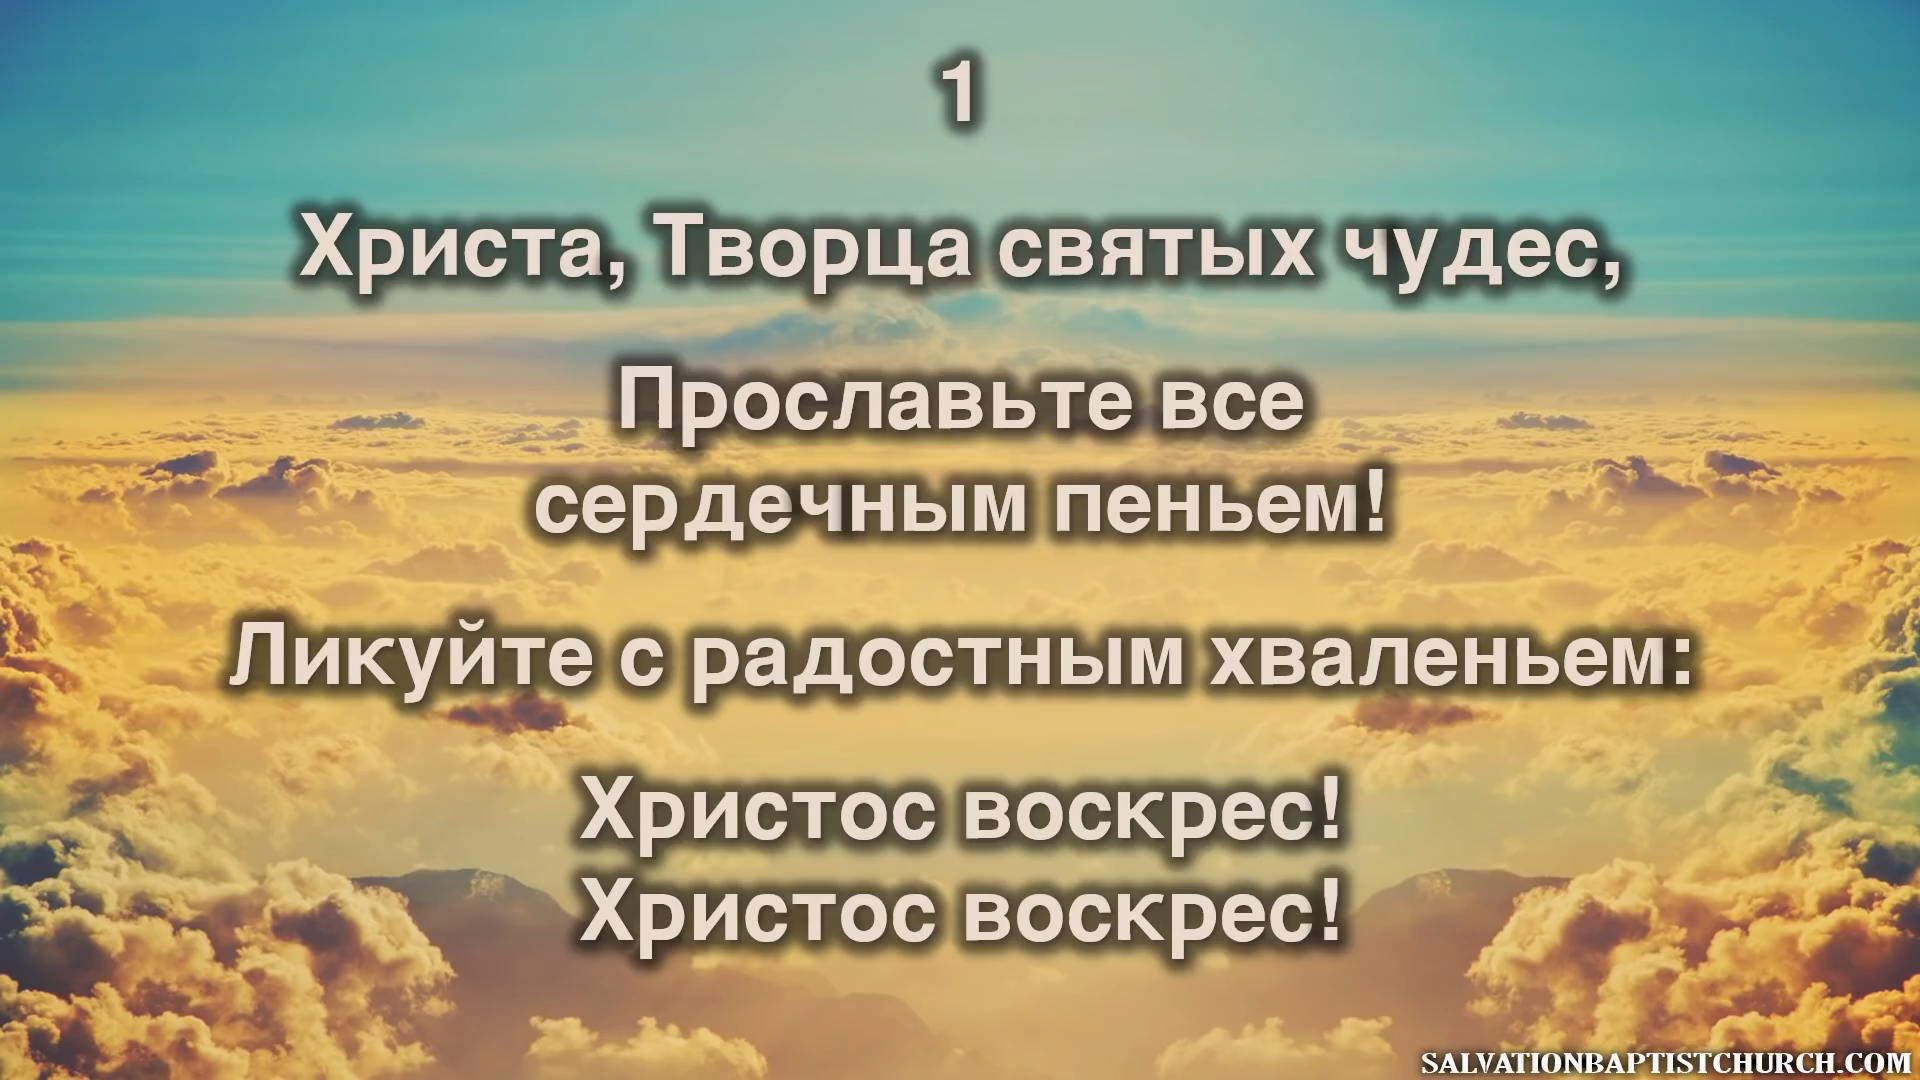 1
Христа, Творца святых чудес,
Прославьте все
сердечным пеньем!
Ликуйте с радостным хваленьем:
Христос воскрес!
Христос воскрес!
SALVATIONBAPTISTCHURCH.COM